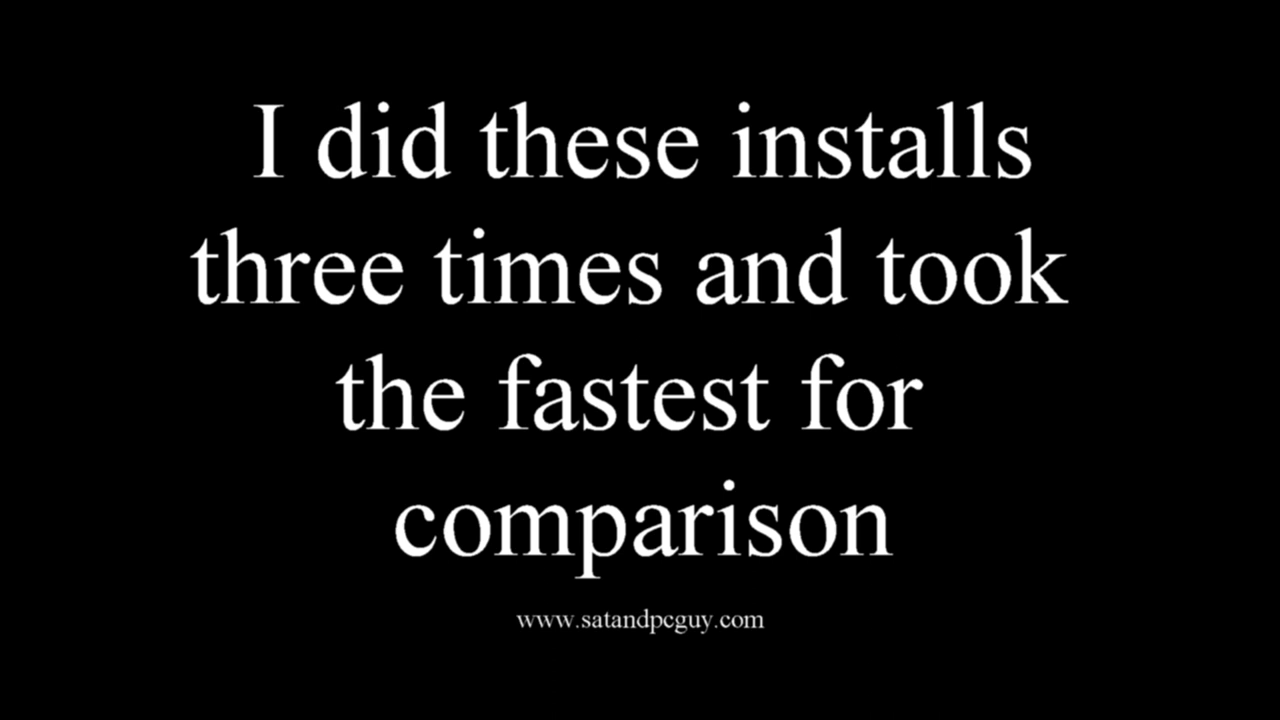 I did these installs
three times and took
the fastest for
comparison
www.satandpcguy.com